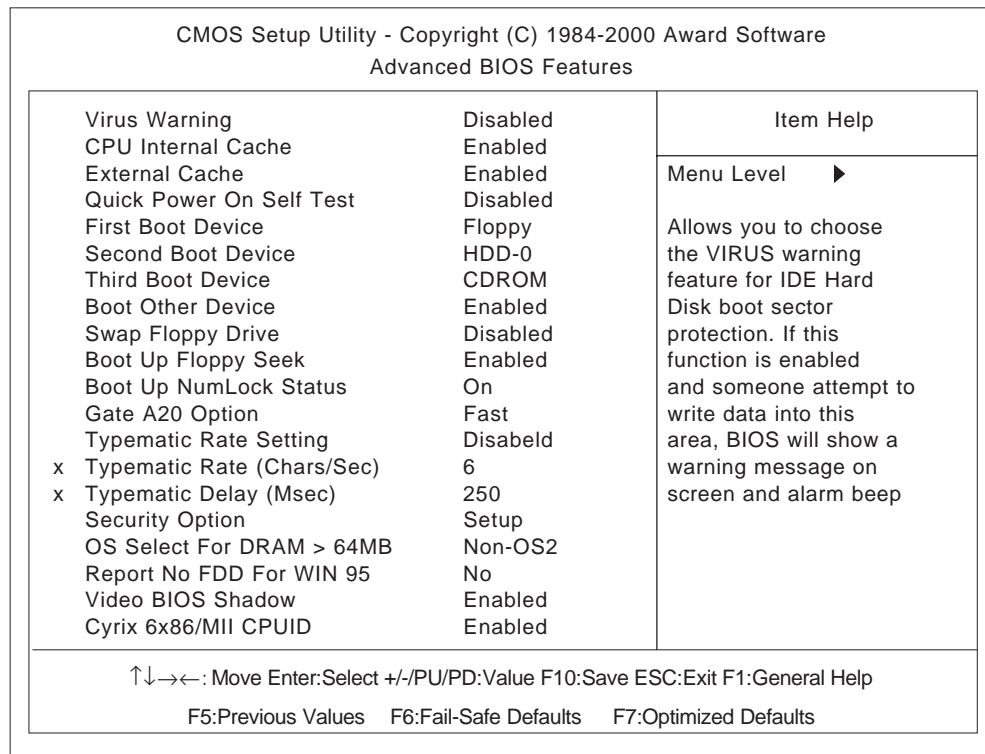 CMOS Setup Utility - Copyright (C) 1984-2000 Award Software
Advanced BIOS Features
Virus Warning Disabled
CPU Internal Cache Enabled
External Cache Enabled
Quick Power On Self Test Disabled
First Boot Device Floppy
Second Boot Device HDD-0
Third Boot Device CDROM
Boot Other Device Enabled
Swap Floppy Drive Disabled
Boot Up Floppy Seek Enabled
Boot Up NumLock Status On
Gate A20 Option Fast
Typematic Rate Setting Disabeld
x Typematic Rate (Chars/Sec) 6
x Typematic Delay (Msec) 250
Security Option Setup
OS Select For DRAM > 64MB Non-OS2
Report No FDD For WIN 95 No
Video BIOS Shadow Enabled
Cyrix 6x86/MII CPUID Enabled
Item Help
Menu Level ▶
Allows you to choose
the VIRUS warning
feature for IDE Hard
Disk boot sector
protection. If this
function is enabled
and someone attempt to
write data into this
area, BIOS will show a
warning message on
screen and alarm beep
↑↓→←: Move Enter:Select +/-/PU/PD:Value F10:Save ESC:Exit F1:General Help
F5:Previous Values F6:Fail-Safe Defaults F7:Optimized Defaults